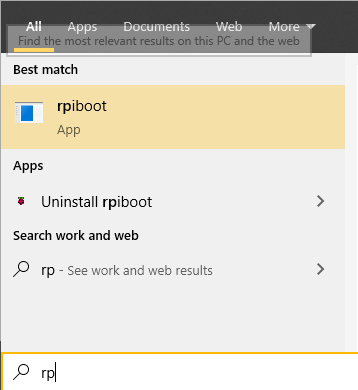 All Apps Documents Web More
Find the most relevant results on this PC and the web
Best match
rpiboot
App
Apps
Uninstall rpiboot
Search work and web
rp - See work and web results
rp